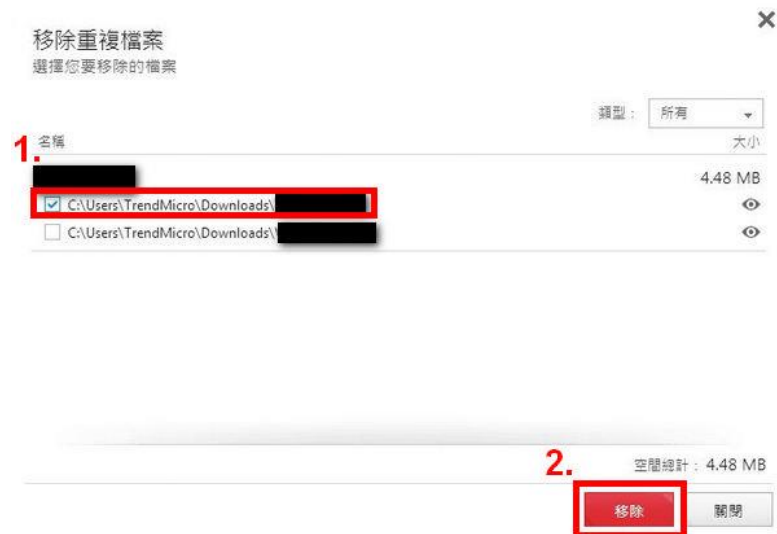 移除重複檔案
選擇您要移除的檔案
類型: 所有
1.
名稱 大小
4.48 MB
C:\Users\TrendMicro\Downloads\
C:\Users\TrendMicro\Downloads\
2.
空間總計: 4.48 MB
移除 關閉